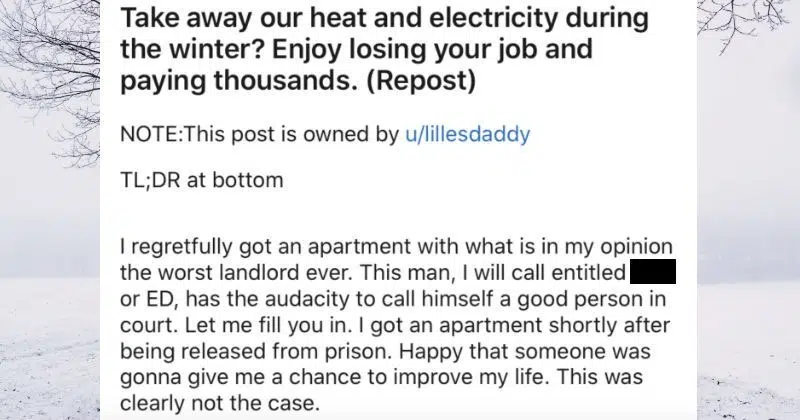 Take away our heat and electricity during
the winter? Enjoy losing your job and
paying thousands. (Repost)
NOTE:This post is owned by u/lillesdaddy
TL;DR at bottom
I regretfully got an apartment with what is in my opinion
the worst landlord ever. This man, I will call entitled
or ED, has the audacity to call himself a good person in
court. Let me fill you in. I got an apartment shortly after
being released from prison. Happy that someone was
gonna give me a chance to improve my life. This was
clearly not the case.